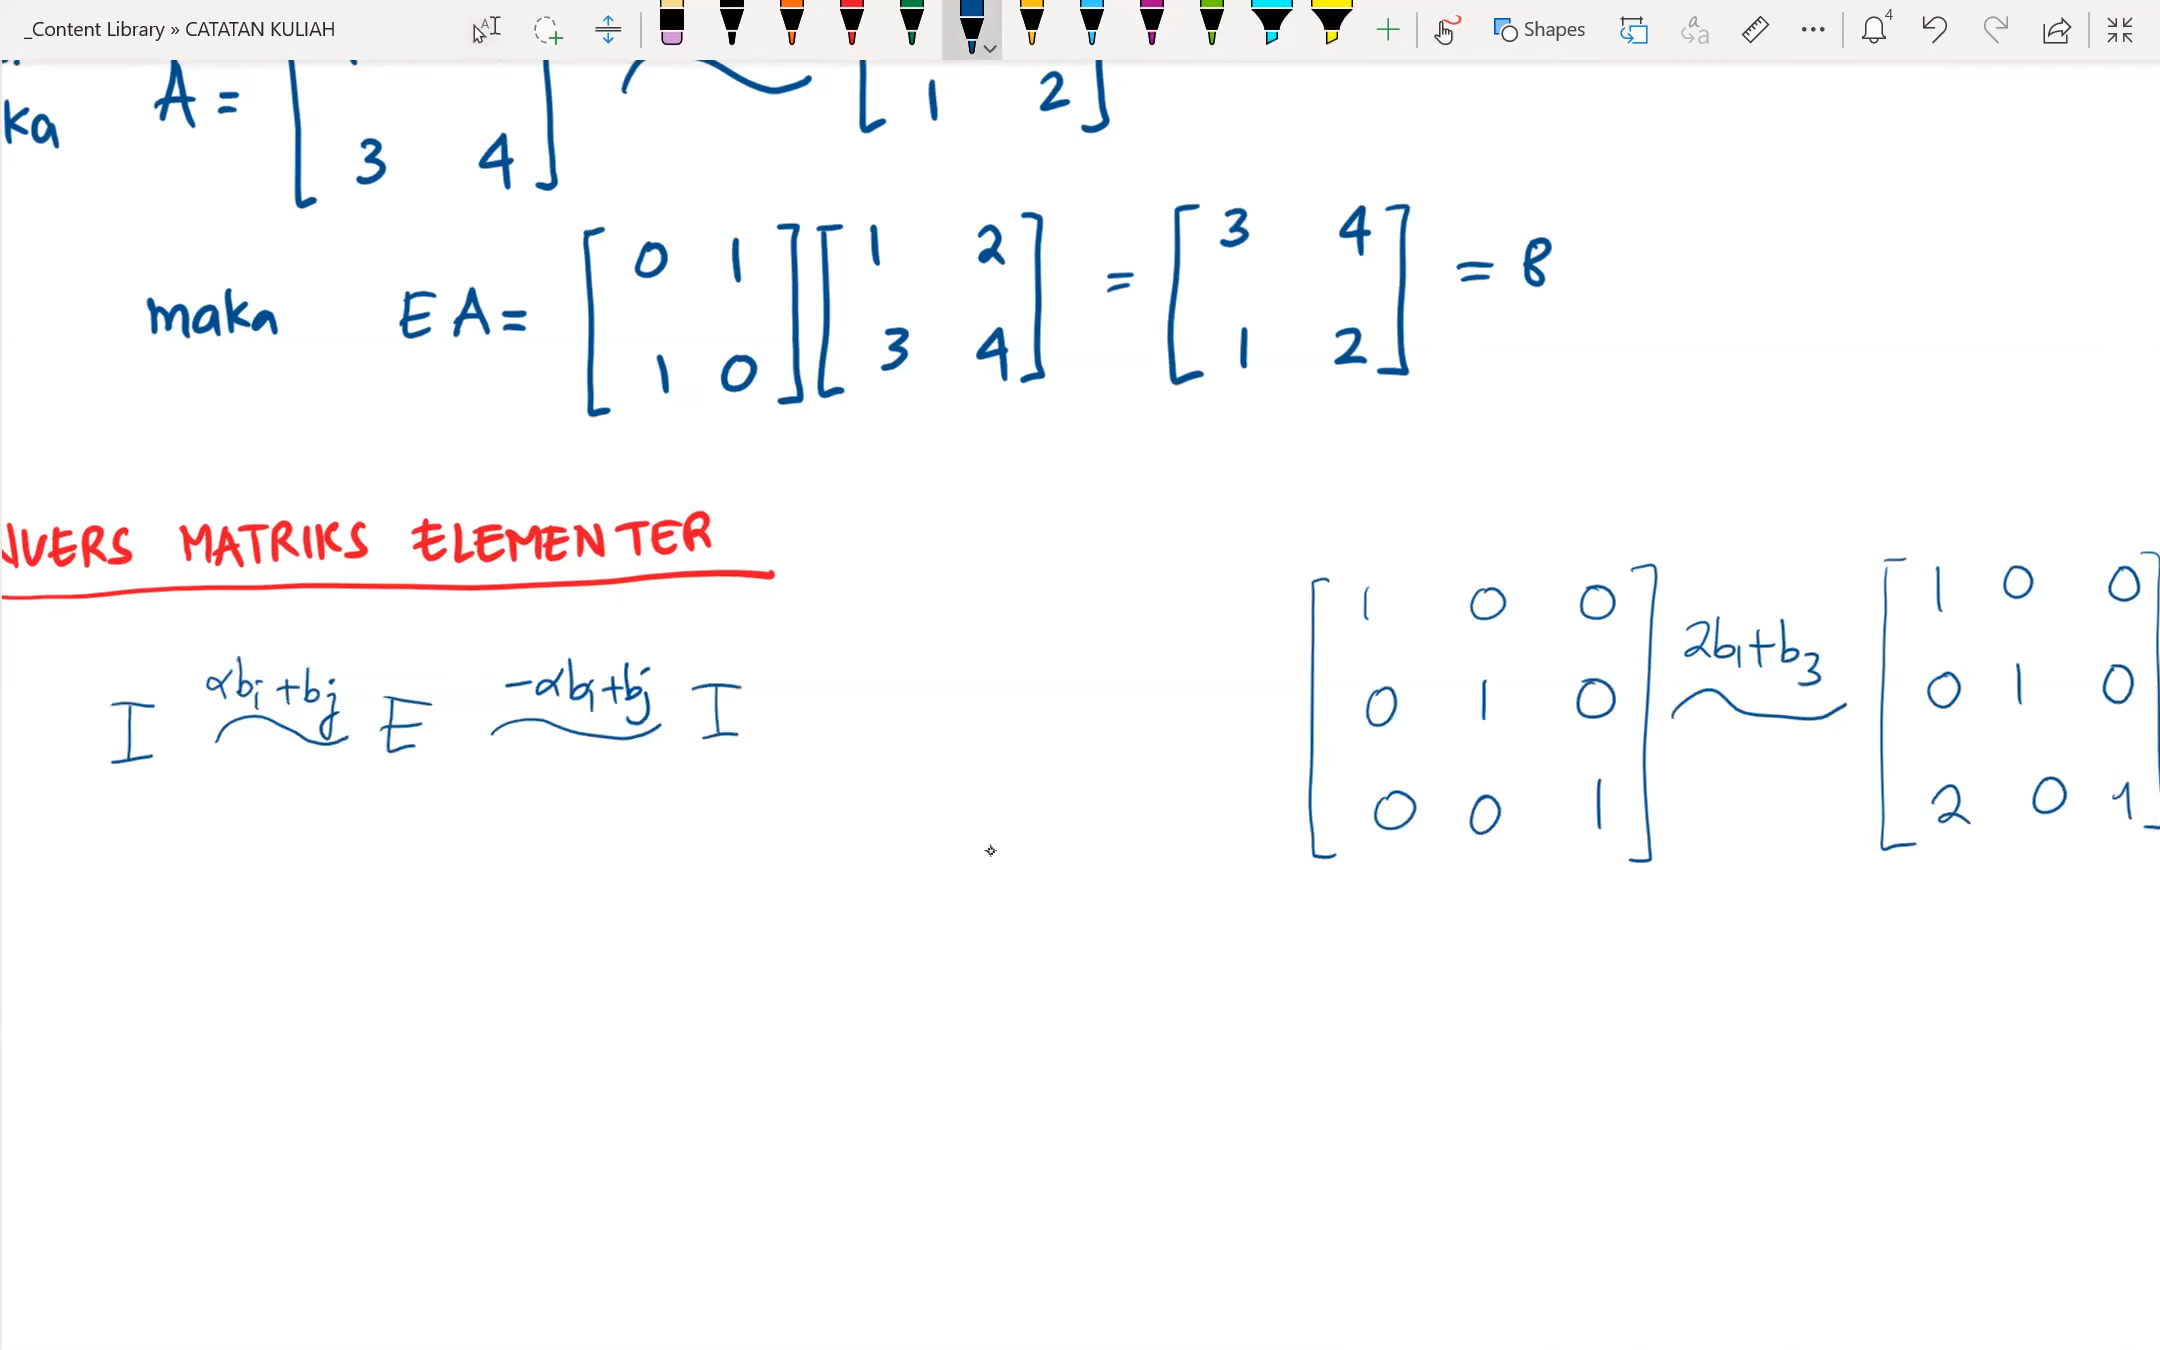 _Content Library » CATATAN KULIAH
Shapes
4
ka A = [ 3 4 ] [ 1 2 ]
maka EA = [ 0 1 ] [ 1 2 ] = [ 3 4 ] = B
[ 1 0 ] [ 3 4 ] [ 1 2 ]
NVERS MATRIKS ELEMENTER
I αbi+bj E -αbi+bj I
[ 1 0 0 ] 2b1+b3 [ 1 0 0 ]
[ 0 1 0 ] [ 0 1 0 ]
[ 0 0 1 ] [ 2 0 1 ]